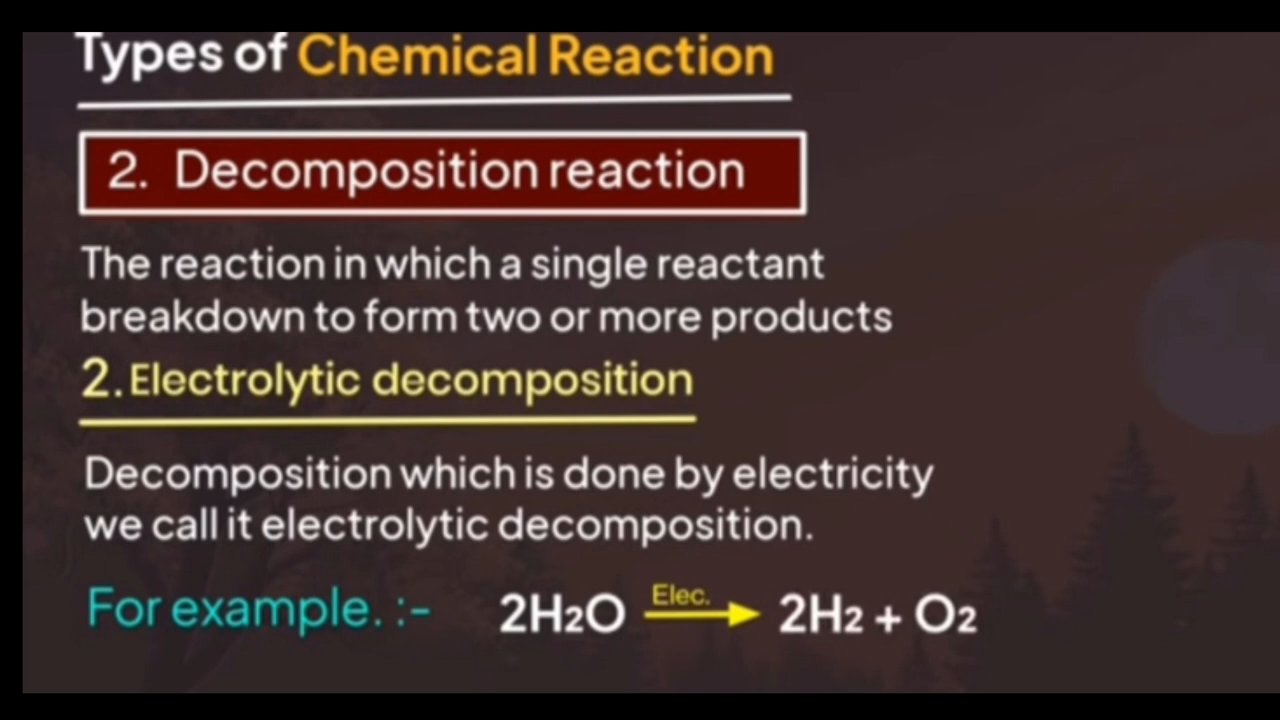 Types of Chemical Reaction
2. Decomposition reaction
The reaction in which a single reactant
breakdown to form two or more products
2. Electrolytic decomposition
Decomposition which is done by electricity
we call it electrolytic decomposition.
For example. :- 2H2O Elec. → 2H2 + O2